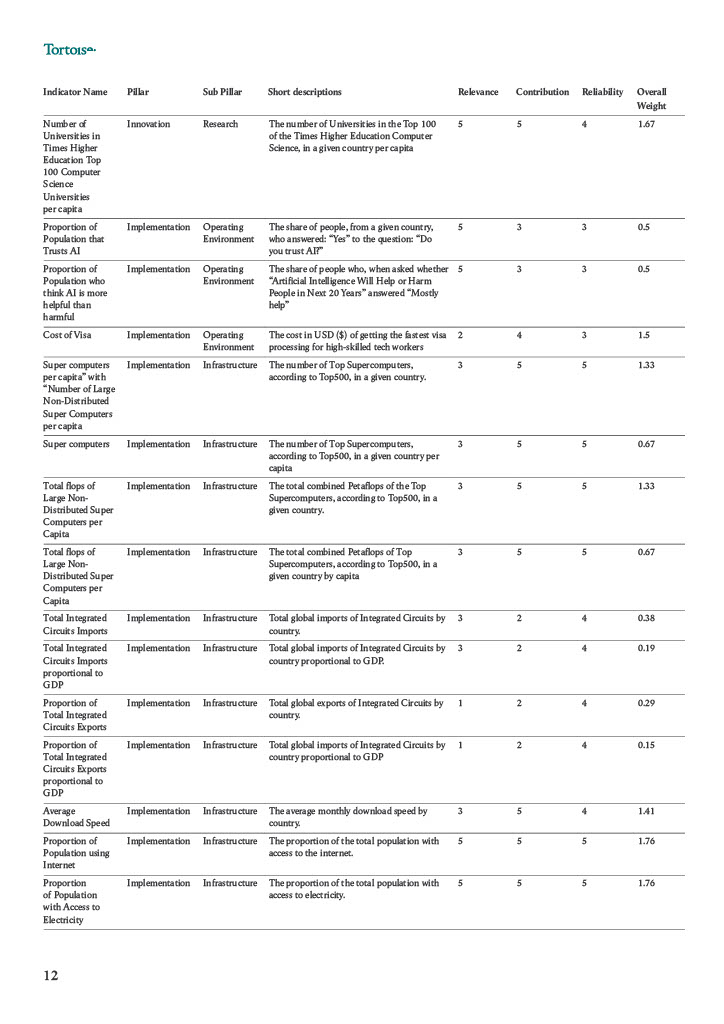 Tortoise
Indicator Name Pillar Sub Pillar Short descriptions Relevance Contribution Reliability Overall
Weight
Number of Innovation Research The number of Universities in the Top 100 5 5 4 1.67
Universities in of the Times Higher Education Computer
Times Higher Science, in a given country per capita
Education Top
100 Computer
Science
Universities
per capita
Proportion of Implementation Operating The share of people, from a given country, 5 3 3 0.5
Population that Environment who answered: “Yes” to the question: “Do
Trusts AI you trust AI?”
Proportion of Implementation Operating The share of people who, when asked whether 5 3 3 0.5
Population who Environment “Artificial Intelligence Will Help or Harm
think AI is more People in Next 20 Years” answered “Mostly
helpful than help”
harmful
Cost of Visa Implementation Operating The cost in USD ($) of getting the fastest visa 2 4 3 1.5
Environment processing for high-skilled tech workers
Super computers Implementation Infrastructure The number of Top Supercomputers, 3 5 5 1.33
per capita” with according to Top500, in a given country.
“Number of Large
Non-Distributed
Super Computers
per capita
Super computers Implementation Infrastructure The number of Top Supercomputers, 3 5 5 0.67
according to Top500, in a given country per
capita
Total flops of Implementation Infrastructure The total combined Petaflops of the Top 3 5 5 1.33
Large Non- Supercomputers, according to Top500, in a
Distributed Super given country.
Computers per
Capita
Total flops of Implementation Infrastructure The total combined Petaflops of Top 3 5 5 0.67
Large Non- Supercomputers, according to Top500, in a
Distributed Super given country by capita
Computers per
Capita
Total Integrated Implementation Infrastructure Total global imports of Integrated Circuits by 3 2 4 0.38
Circuits Imports country.
Total Integrated Implementation Infrastructure Total global imports of Integrated Circuits by 3 2 4 0.19
Circuits Imports country proportional to GDP.
proportional to
GDP
Proportion of Implementation Infrastructure Total global exports of Integrated Circuits by 1 2 4 0.29
Total Integrated country.
Circuits Exports
Proportion of Implementation Infrastructure Total global imports of Integrated Circuits by 1 2 4 0.15
Total Integrated country proportional to GDP
Circuits Exports
proportional to
GDP
Average Implementation Infrastructure The average monthly download speed by 3 5 4 1.41
Download Speed country.
Proportion of Implementation Infrastructure The proportion of the total population with 5 5 5 1.76
Population using access to the internet.
Internet
Proportion Implementation Infrastructure The proportion of the total population with 5 5 5 1.76
of Population access to electricity.
with Access to
Electricity
12